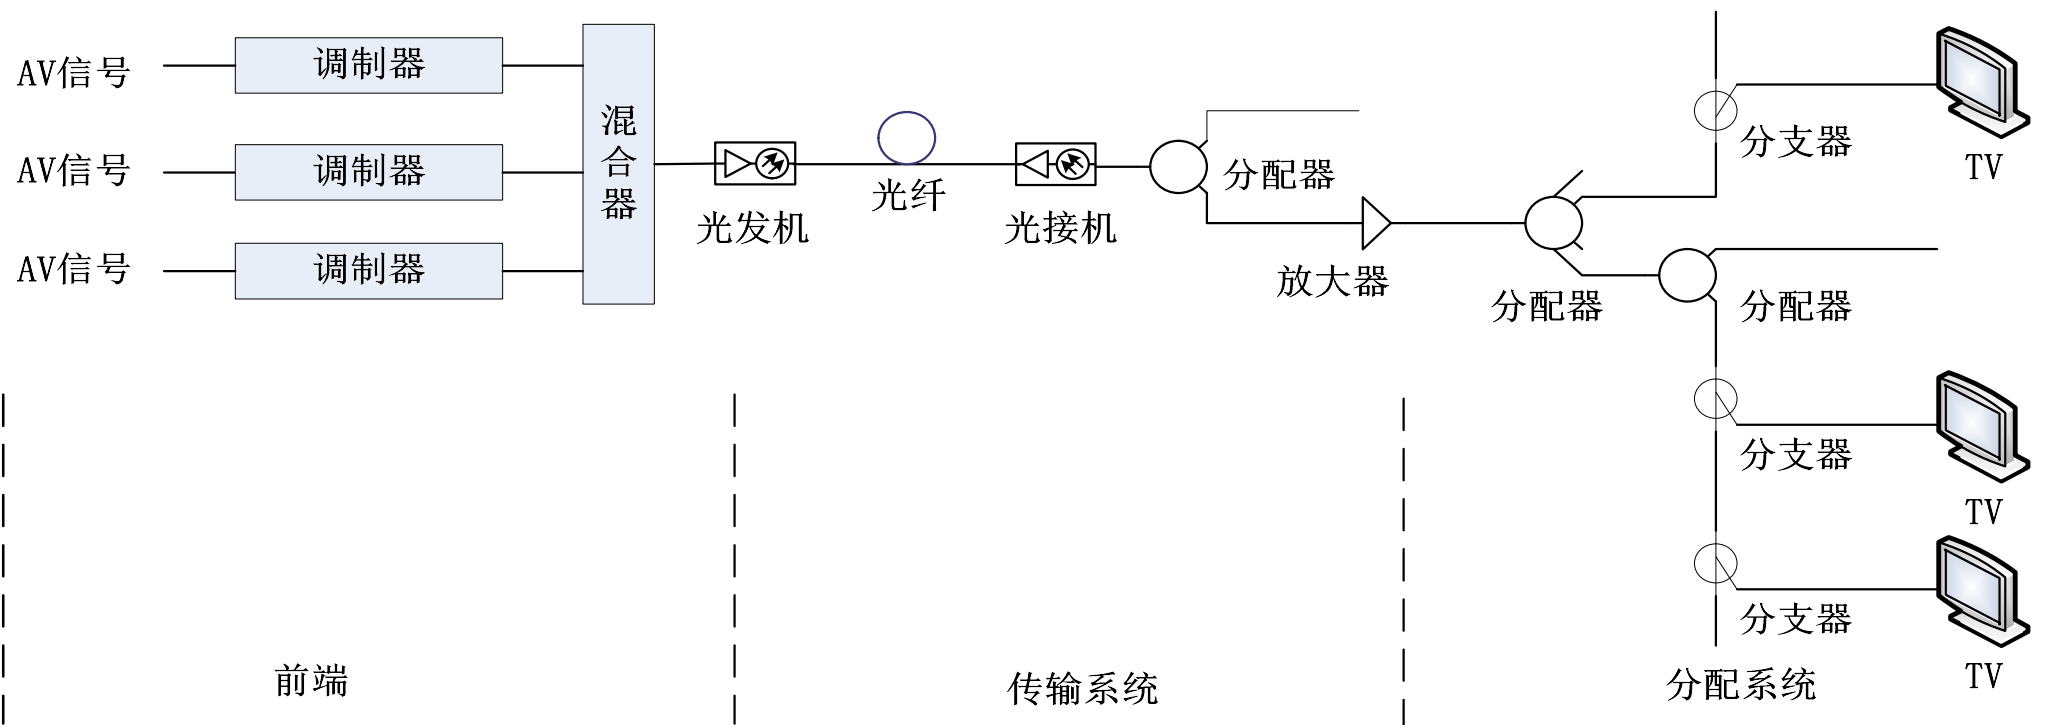 AV信号
调制器
AV信号
调制器
AV信号
调制器
混合器
光发机
光纤
光接机
分配器
放大器
分配器
分配器
分支器
TV
分支器
TV
分支器
TV
前端
传输系统
分配系统